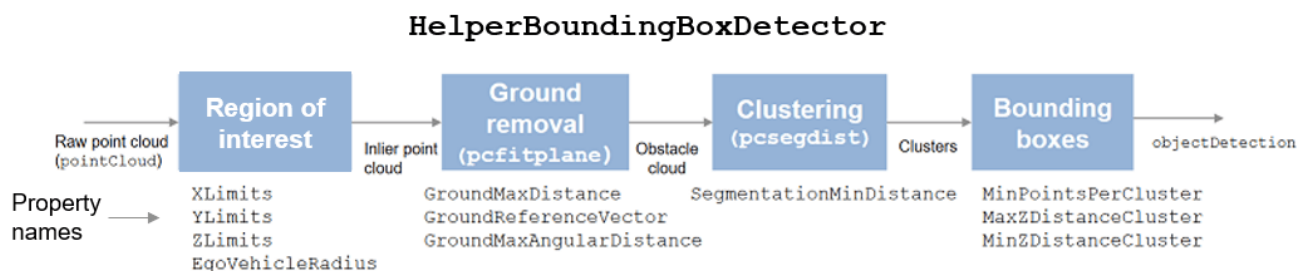 HelperBoundingBoxDetector
Raw point cloud
(pointCloud)
Region of
interest
Inlier point
cloud
Ground
removal
(pcfitplane)
Obstacle
cloud
Clustering
(pcsegdist)
Clusters
Bounding
boxes
objectDetection
Property
names
XLimits
YLimits
ZLimits
EgoVehicleRadius
GroundMaxDistance
GroundReferenceVector
GroundMaxAngularDistance
SegmentationMinDistance
MinPointsPerCluster
MaxZDistanceCluster
MinZDistanceCluster